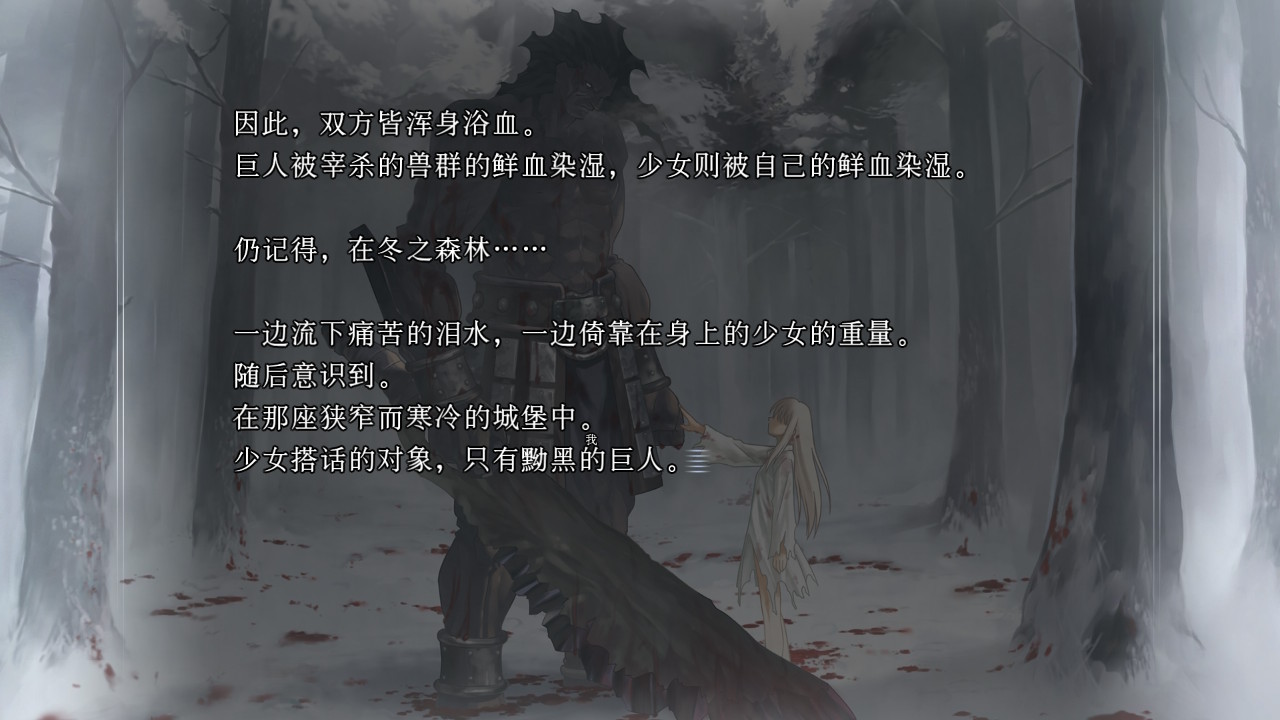 因此，双方皆浑身浴血。
巨人被宰杀的兽群的鲜血染湿，少女则被自己的鲜血染湿。
仍记得，在冬之森林……
一边流下痛苦的泪水，一边倚靠在身上的少女的重量。
随后意识到。
在那座狭窄而寒冷的城堡中。
我
少女搭话的对象，只有黝黑的巨人。